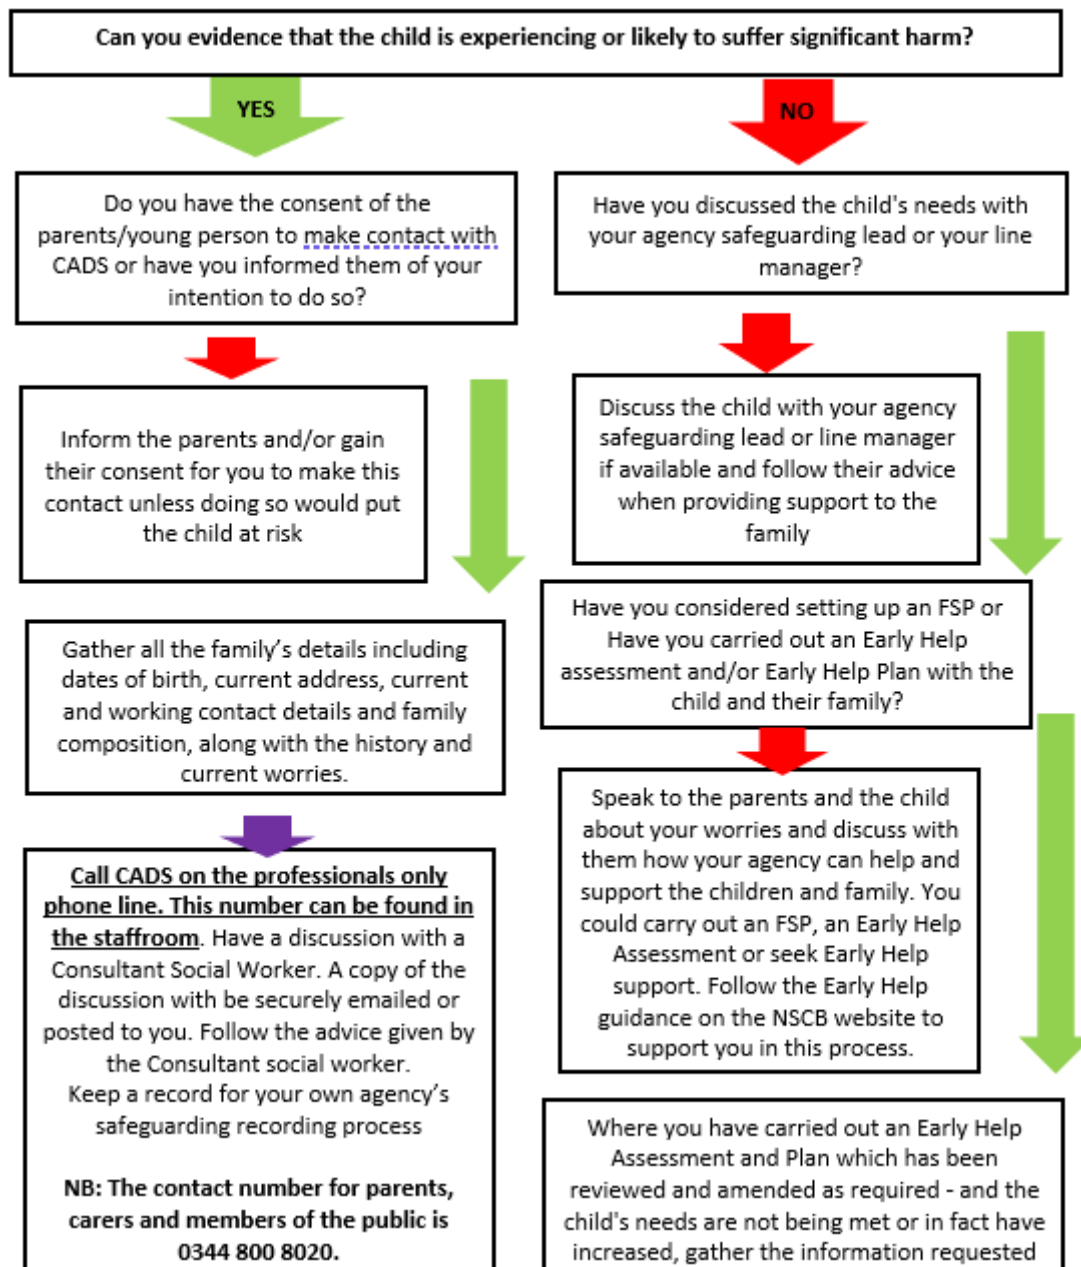 Can you evidence that the child is experiencing or likely to suffer significant harm?
YES
NO
Do you have the consent of the
parents/young person to make contact with
CADS or have you informed them of your
intention to do so?
Have you discussed the child's needs with
your agency safeguarding lead or your line
manager?
Inform the parents and/or gain
their consent for you to make this
contact unless doing so would put
the child at risk
Discuss the child with your agency
safeguarding lead or line manager
if available and follow their advice
when providing support to the
family
Gather all the family’s details including
dates of birth, current address, current
and working contact details and family
composition, along with the history and
current worries.
Have you considered setting up an FSP or
Have you carried out an Early Help
assessment and/or Early Help Plan with the
child and their family?
Call CADS on the professionals only
phone line. This number can be found in
the staffroom. Have a discussion with a
Consultant Social Worker. A copy of the
discussion with be securely emailed or
posted to you. Follow the advice given by
the Consultant social worker.
Keep a record for your own agency’s
safeguarding recording process
NB: The contact number for parents,
carers and members of the public is
0344 800 8020.
Speak to the parents and the child
about your worries and discuss with
them how your agency can help and
support the children and family. You
could carry out an FSP, an Early Help
Assessment or seek Early Help
support. Follow the Early Help
guidance on the NSCB website to
support you in this process.
Where you have carried out an Early Help
Assessment and Plan which has been
reviewed and amended as required - and the
child's needs are not being met or in fact have
increased, gather the information requested